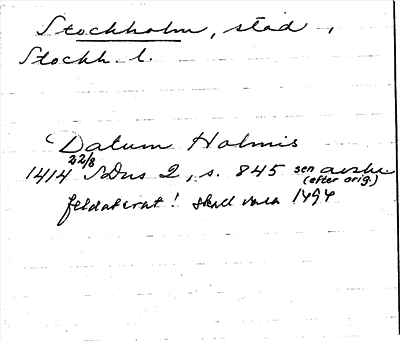 Stockholm, stad,
Stockh. l.
Datum Holmis
1414 22/8 SDns 2, s. 845 sen avskr.
(efter orig.)
feldaterat! skall vara 1494